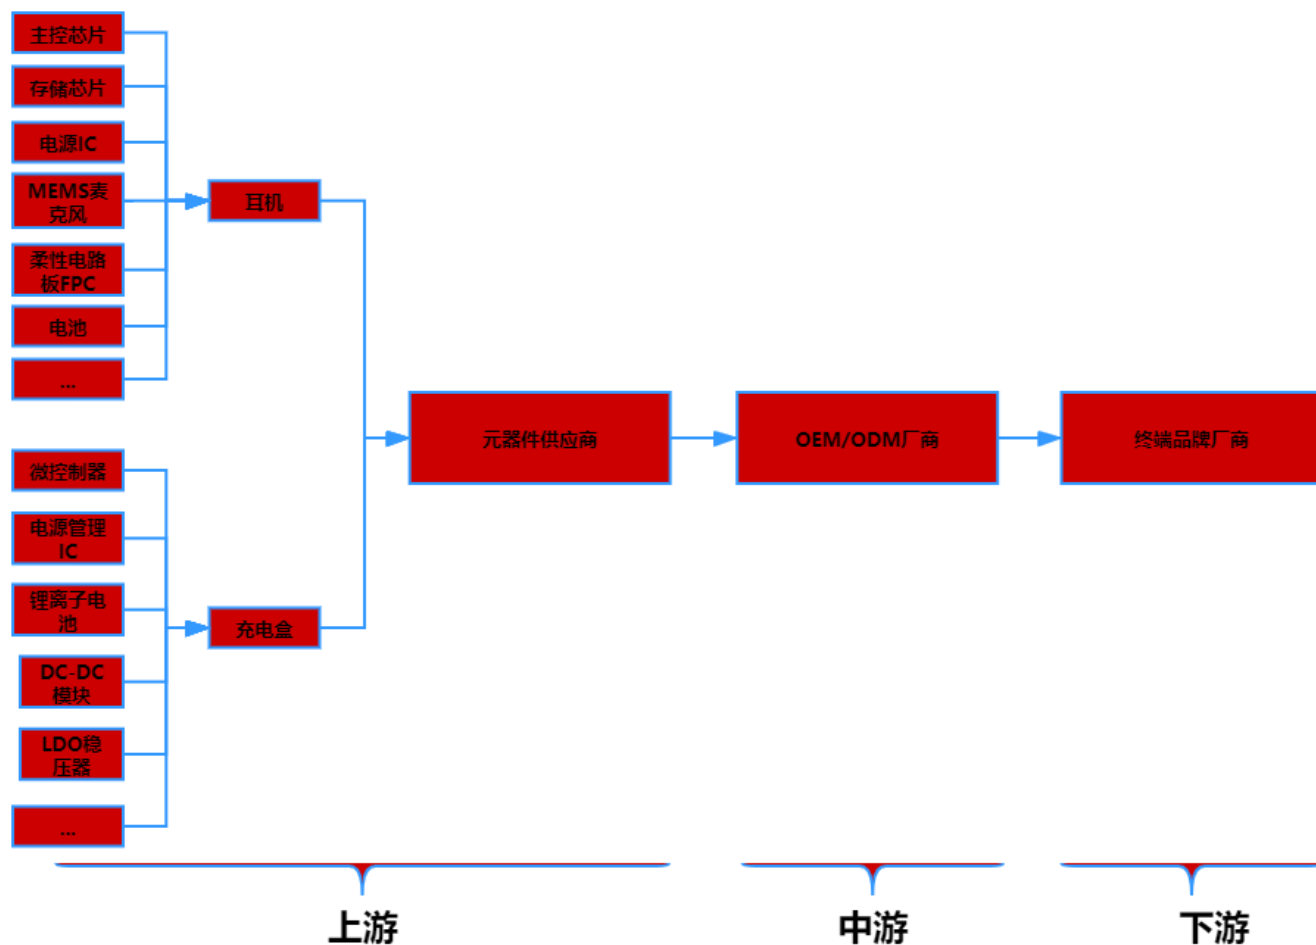 主控芯片
存储芯片
电源IC
MEMS麦
克风
柔性电路
板FPC
电池
...
耳机
微控制器
电源管理
IC
锂离子电
池
DC-DC
模块
LDO稳
压器
...
充电盒
元器件供应商
OEM/ODM厂商
终端品牌厂商
上游
中游
下游